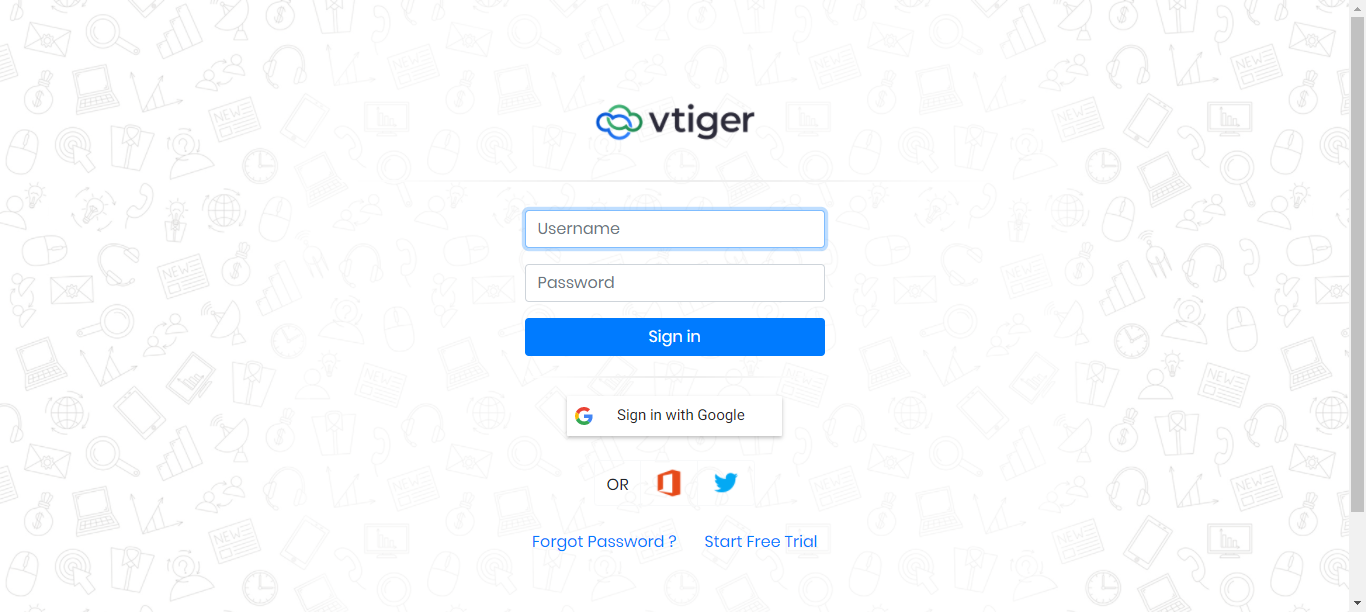 vtiger
Username
Password
Sign in
Sign in with Google
OR
Forgot Password ?
Start Free Trial